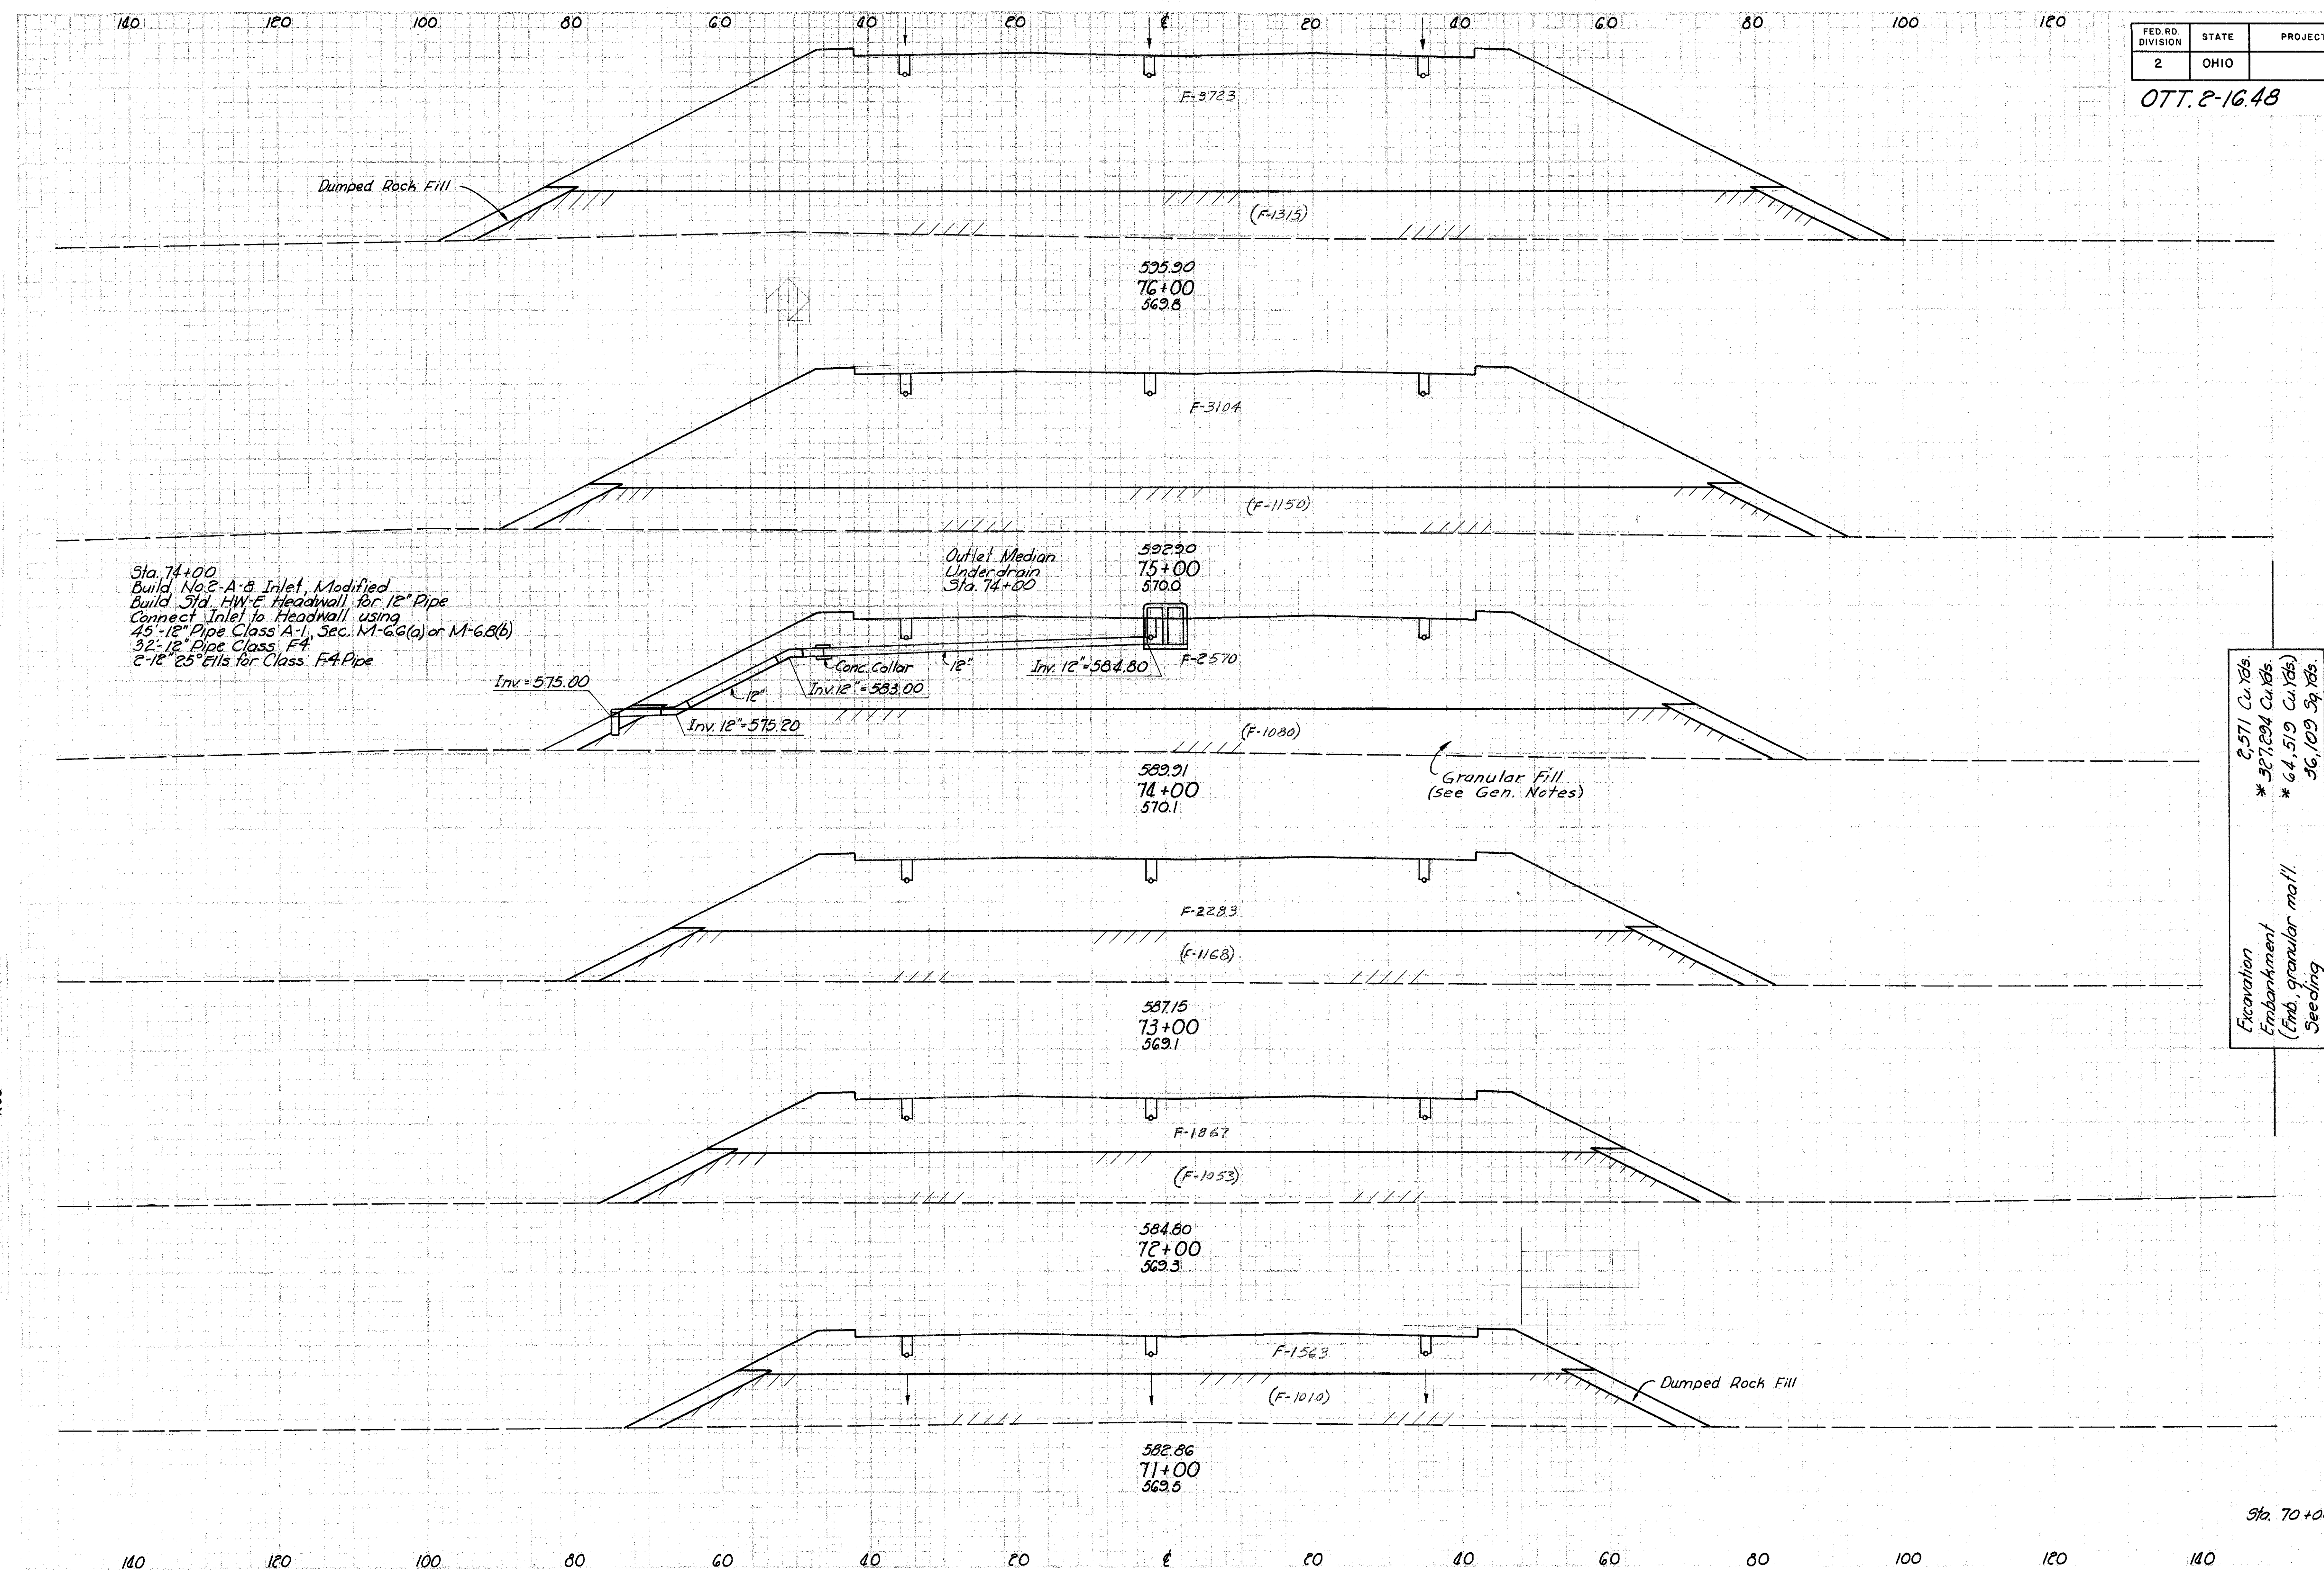 140 120 100 80 60 40 20 ℄ 20 40 60 80 100 120
FED. RD. DIVISION STATE PROJECT
2 OHIO
OTT. 2-16.48
F-3723
Dumped Rock Fill
(F-1315)
595.90
76+00
569.8
F-3104
(F-1150)
592.90
75+00
570.0
Outlet Median
Underdrain
Sta. 74+00
Sta. 74+00
Build No.2-A-8 Inlet, Modified
Build Std. HW-E Headwall for 12" Pipe
Connect Inlet to Headwall using
45'-12" Pipe Class A-1, Sec. M-6.6(a) or M-6.8(b)
32'-12" Pipe Class F4
2-12" 25° Ells for Class F-4 Pipe
Inv. = 575.00
12"
Conc. Collar
12"
Inv. 12"=583.00
Inv. 12"=584.80
F-2570
Inv. 12"=575.20
(F-1080)
Granular Fill
(see Gen. Notes)
589.91
74+00
570.1
F-2283
(F-1168)
587.15
73+00
569.1
Excavation 2,571 Cu.Yds.
Embankment * 327,294 Cu.Yds.
(Emb., granular mat'l. * 64,519 Cu.Yds.)
Seeding 36,109 Sq.Yds.
F-1867
(F-1053)
584.80
72+00
569.3
F-1563
(F-1010)
Dumped Rock Fill
582.86
71+00
569.5
Sta. 70+0
140 120 100 80 60 40 20 ℄ 20 40 60 80 100 120 140